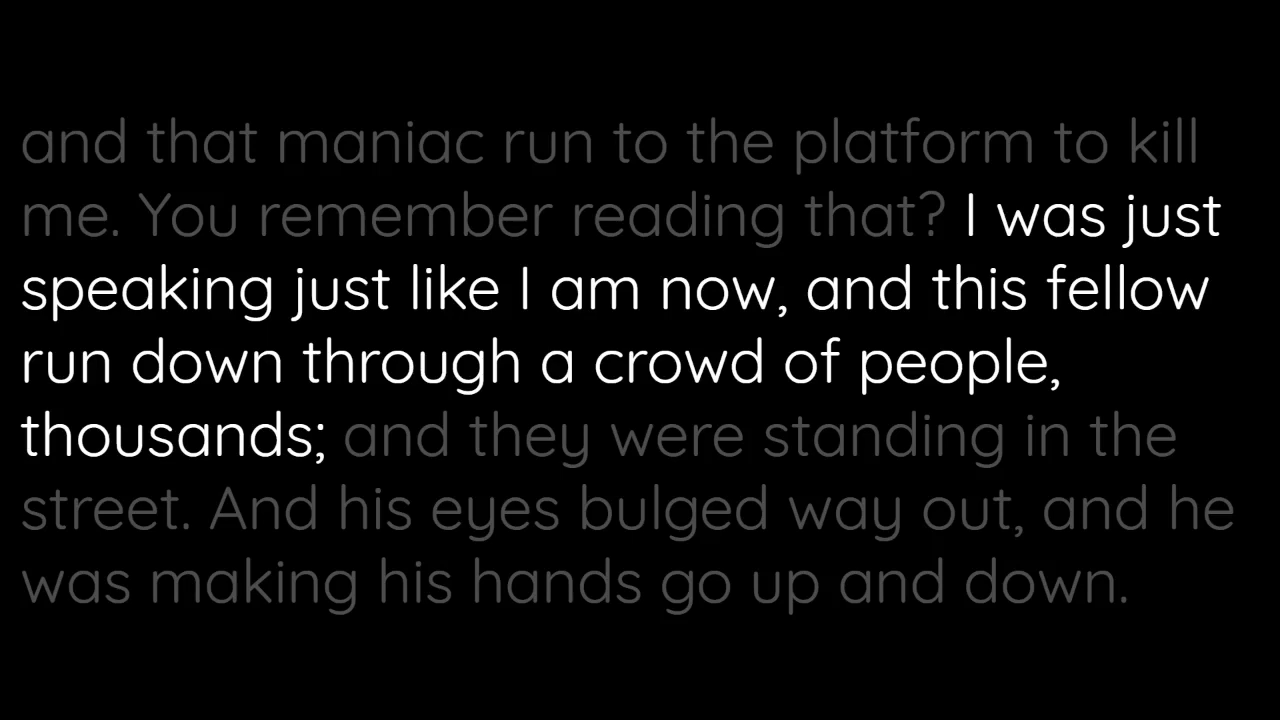 and that maniac run to the platform to kill
me. You remember reading that? I was just
speaking just like I am now, and this fellow
run down through a crowd of people,
thousands; and they were standing in the
street. And his eyes bulged way out, and he
was making his hands go up and down.